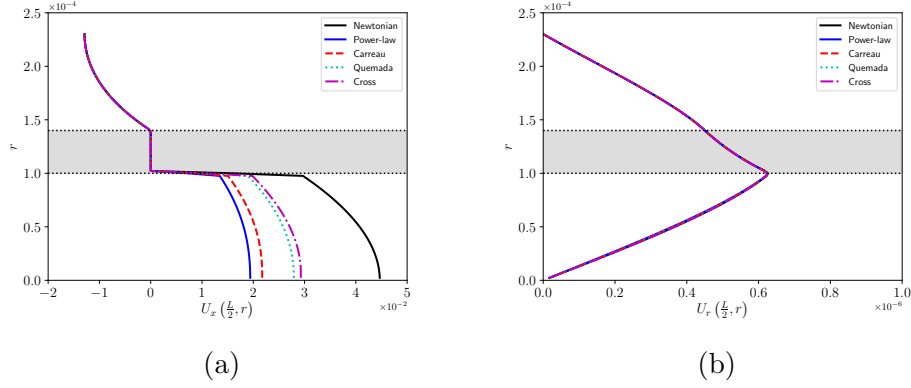 ×10⁻⁴
2.5
2.0
1.5
1.0
0.5
0.0
r
−2
−1
0
1
2
3
4
5
×10⁻²
U_x (L/2, r)
Newtonian
Power-law
Carreau
Quemada
Cross
(a)
×10⁻⁴
2.5
2.0
1.5
1.0
0.5
0.0
r
0.0
0.2
0.4
0.6
0.8
1.0
×10⁻⁶
U_r (L/2, r)
Newtonian
Power-law
Carreau
Quemada
Cross
(b)